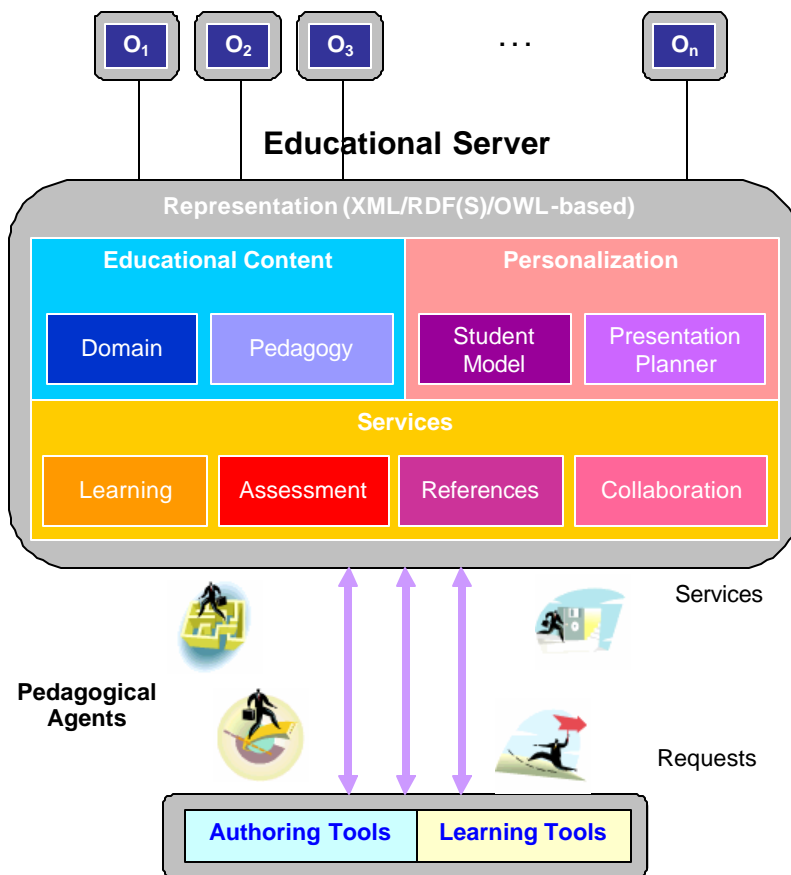 O1 O2 O3 ... On
Educational Server
Representation (XML/RDF(S)/OWL-based)
Educational Content
Personalization
Domain
Pedagogy
Student
Model
Presentation
Planner
Services
Learning
Assessment
References
Collaboration
Services
Pedagogical
Agents
Requests
Authoring Tools
Learning Tools